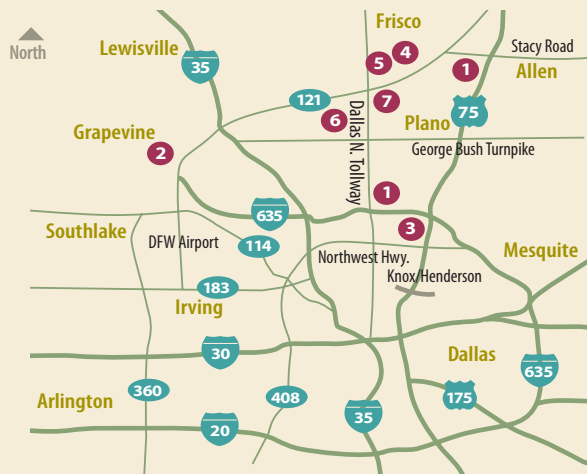 Frisco
North
Lewisville
Stacy Road
4
5
1
Allen
35
121
7
6
75
Plano
Grapevine
Dallas N. Tollway
George Bush Turnpike
2
1
635
3
Southlake
DFW Airport
114
Northwest Hwy.
Mesquite
Knox/Henderson
183
Irving
30
Dallas
635
360
408
175
Arlington
35
20